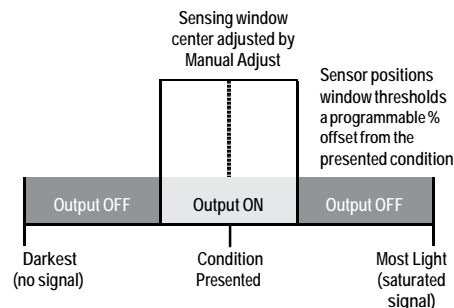 Sensing window
center adjusted by
Manual Adjust
Sensor positions
window thresholds
a programmable %
offset from the
presented condition
Output OFF
Output ON
Output OFF
Darkest
(no signal)
Condition
Presented
Most Light
(saturated
signal)